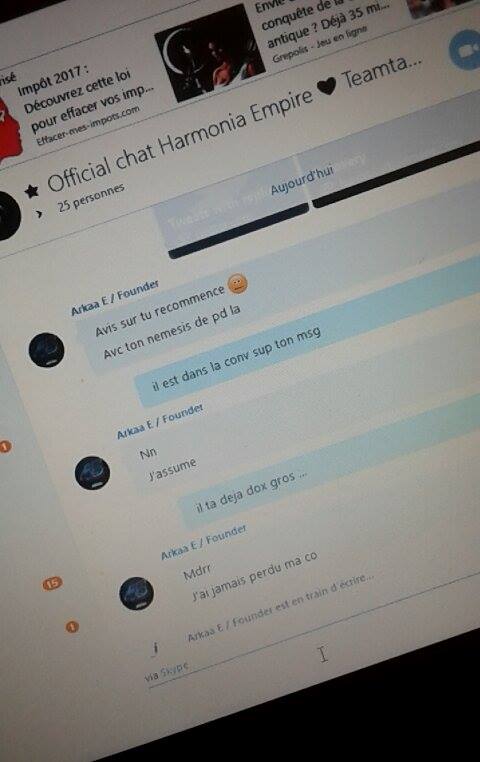 Impôt 2017 :
Découvrez cette loi
pour effacer vos imp...
Effacer-mes-impots.com
conquête de la
antique ? Déjà 35 mi...
Grepolis - Jeu en ligne
Official chat Harmonia Empire ♥ Teamta...
25 personnes
Aujourd'hui
Arkaa E / Founder
Avis sur tu recommence
Avc ton nemesis de pd la
il est dans la conv sup ton msg
Arkaa E / Founder
Nn
J'assume
il ta deja dox gros ...
Arkaa E / Founder
Mdrr
J'ai jamais perdu ma co
Arkaa E / Founder est en train d'écrire...
via Skype
1
15
1